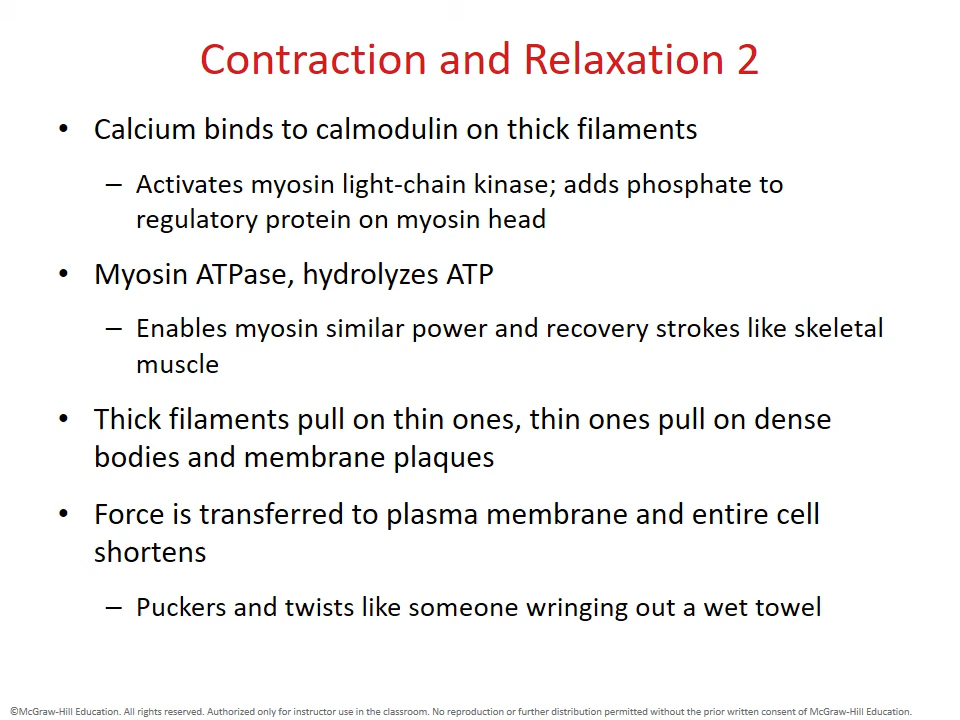 Contraction and Relaxation 2
• Calcium binds to calmodulin on thick filaments
– Activates myosin light-chain kinase; adds phosphate to
regulatory protein on myosin head
• Myosin ATPase, hydrolyzes ATP
– Enables myosin similar power and recovery strokes like skeletal
muscle
• Thick filaments pull on thin ones, thin ones pull on dense
bodies and membrane plaques
• Force is transferred to plasma membrane and entire cell
shortens
– Puckers and twists like someone wringing out a wet towel
©McGraw-Hill Education. All rights reserved. Authorized only for instructor use in the classroom. No reproduction or further distribution permitted without the prior written consent of McGraw-Hill Education.